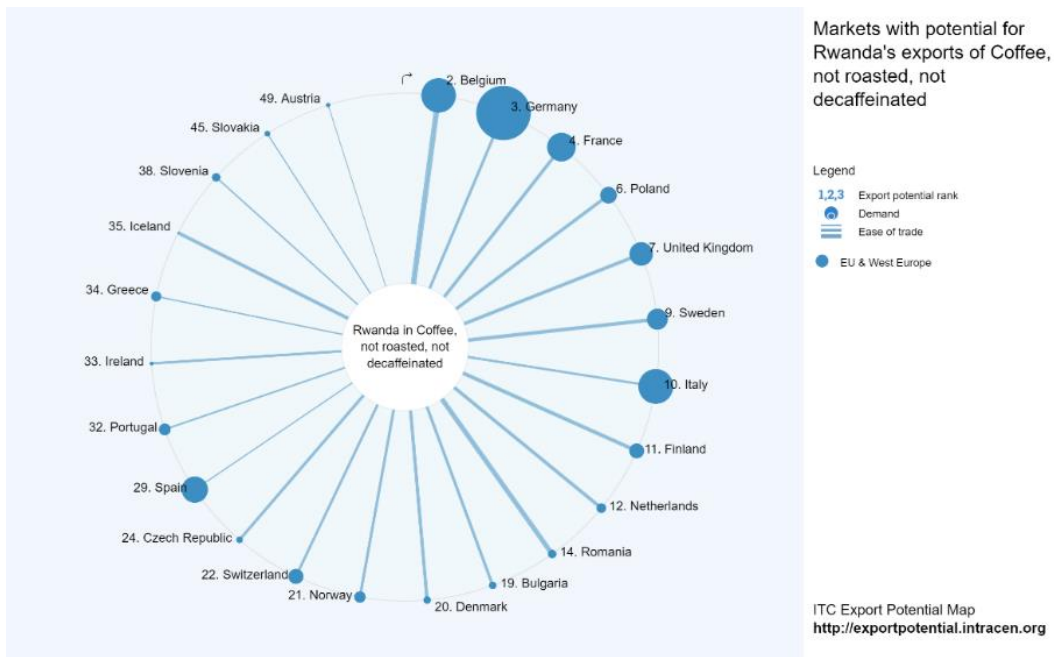 Markets with potential for
Rwanda's exports of Coffee,
not roasted, not
decaffeinated
Legend
1,2,3 Export potential rank
Demand
Ease of trade
EU & West Europe
2. Belgium
3. Germany
4. France
6. Poland
7. United Kingdom
9. Sweden
10. Italy
11. Finland
12. Netherlands
14. Romania
19. Bulgaria
20. Denmark
21. Norway
22. Switzerland
24. Czech Republic
29. Spain
32. Portugal
33. Ireland
34. Greece
35. Iceland
38. Slovenia
45. Slovakia
49. Austria
Rwanda in Coffee,
not roasted, not
decaffeinated
ITC Export Potential Map
http://exportpotential.intracen.org